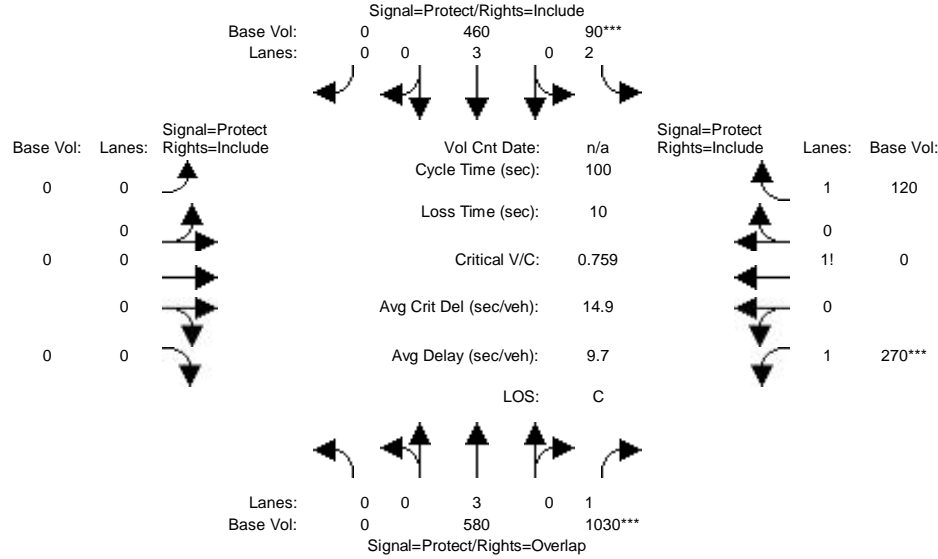 Signal=Protect/Rights=Include
Base Vol: 0 460 90***
Lanes: 0 0 3 0 2
Signal=Protect
Base Vol: Lanes: Rights=Include
Vol Cnt Date: n/a
Signal=Protect
Rights=Include Lanes: Base Vol:
0 0
Cycle Time (sec): 100
1 120
0
Loss Time (sec): 10
0
0 0
Critical V/C: 0.759
1! 0
0
Avg Crit Del (sec/veh): 14.9
0
0 0
Avg Delay (sec/veh): 9.7
1 270***
LOS: C
Lanes: 0 0 3 0 1
Base Vol: 0 580 1030***
Signal=Protect/Rights=Overlap